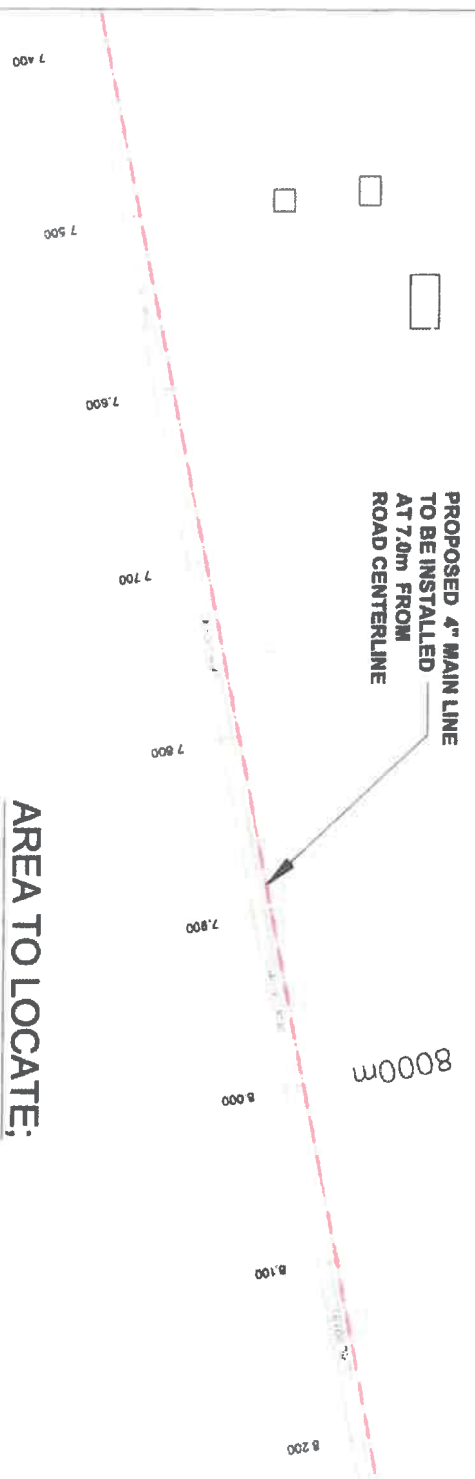 7.400
7.500
7.600
7.700
7.800
7.900
8.000
8.100
8.200
PROPOSED 4" MAIN LINE
TO BE INSTALLED
AT 7.0m FROM
ROAD CENTERLINE
8000m
AREA TO LOCATE: